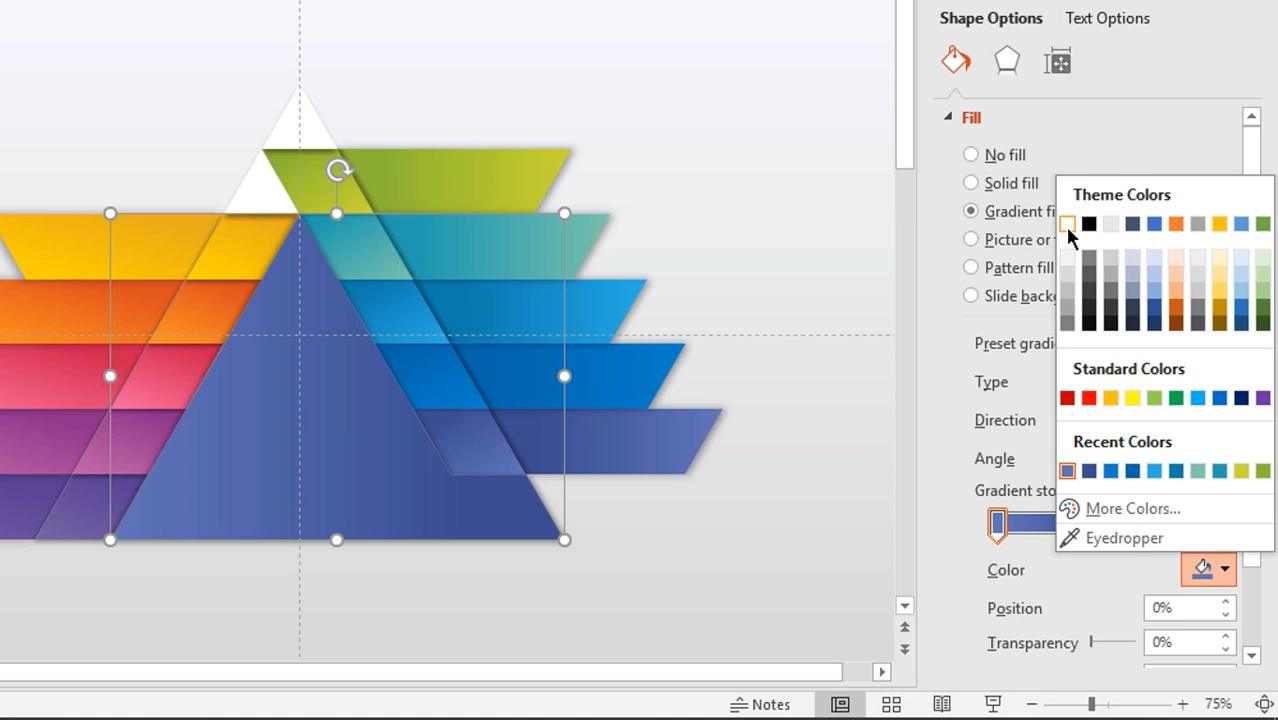 Shape Options Text Options
Fill
No fill
Solid fill
Gradient fi
Picture or
Pattern fill
Slide backg
Preset gradi
Type
Direction
Angle
Gradient sto
Color
Position 0%
Transparency 0%
Theme Colors
Standard Colors
Recent Colors
More Colors...
Eyedropper
Notes 75%